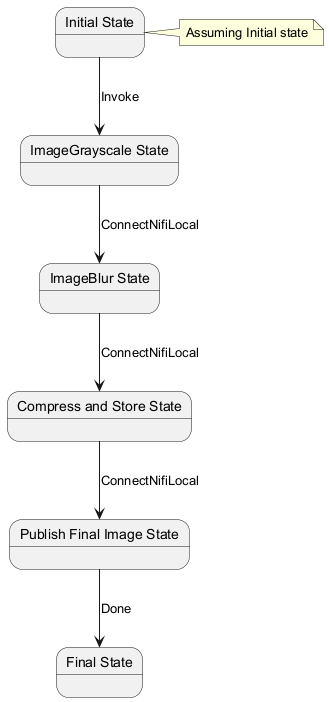 Initial State
Assuming Initial state
Invoke
ImageGrayscale State
ConnectNifiLocal
ImageBlur State
ConnectNifiLocal
Compress and Store State
ConnectNifiLocal
Publish Final Image State
Done
Final State